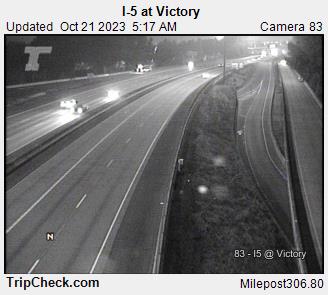 I-5 at Victory
Updated Oct 21 2023 5:17 AM Camera 83
T
N
83 - I5 @ Victory
TripCheck.com Milepost306.80